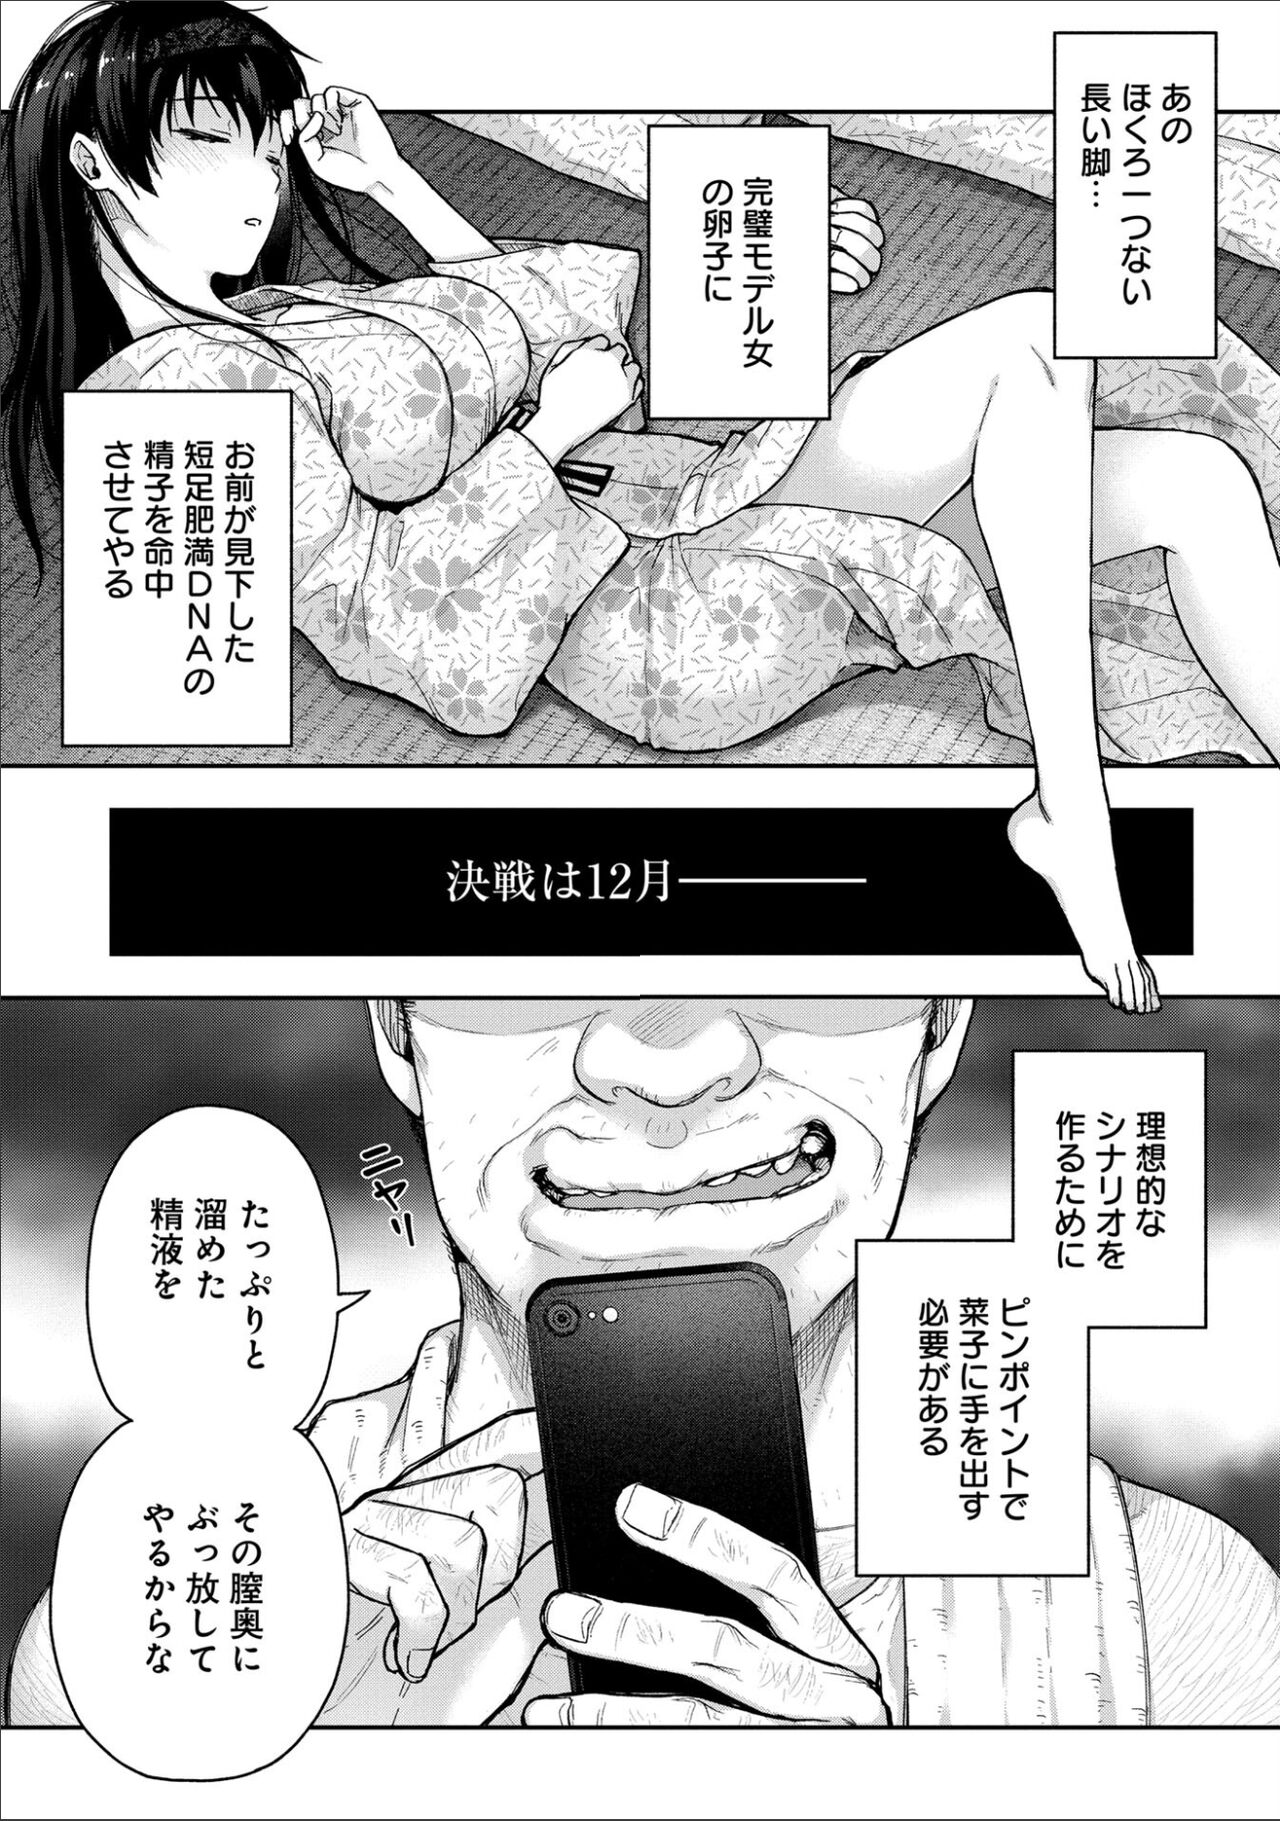 あの
ほくろ一つない
長い脚…
完璧モデル女
の卵子に
お前が見下した
短足肥満DNAの
精子を命中
させてやる
決戦は12月――――
理想的な
シナリオを
作るために
ピンポイントで
菜子に手を出す
必要がある
ニヤッ
たっぷりと
溜めた
精液を
その膣奥に
ぶっ放して
やるからな